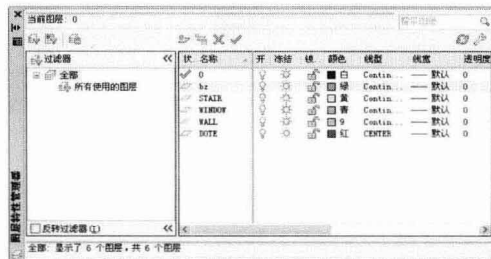 当前图层: 0
搜索图层
过滤器
全部
所有使用的图层
反转过滤器(I)
状. 名称 开 冻结 锁. 颜色 线型 线宽 透明度
0 白 Contin... 默认 0
bz 绿 Contin... 默认 0
STAIR 黄 Contin... 默认 0
WINDOW 青 Contin... 默认 0
WALL 9 Contin... 默认 0
DOTE 红 CENTER 默认 0
图层特性管理器
全部: 显示了 6 个图层,共 6 个图层